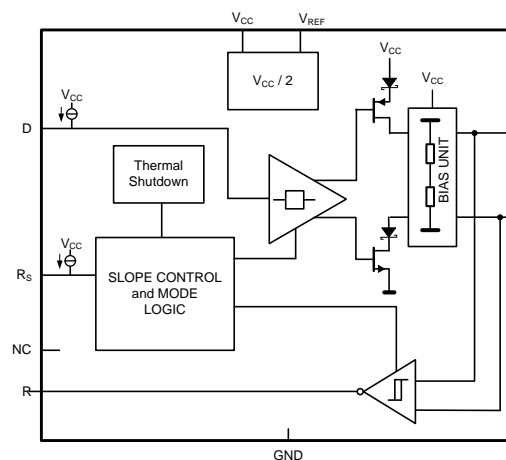 VCC VREF
VCC / 2
VCC
VCC
VCC
D
Thermal
Shutdown
BIAS UNIT
VCC
RS
SLOPE CONTROL
and MODE
LOGIC
NC
R
GND